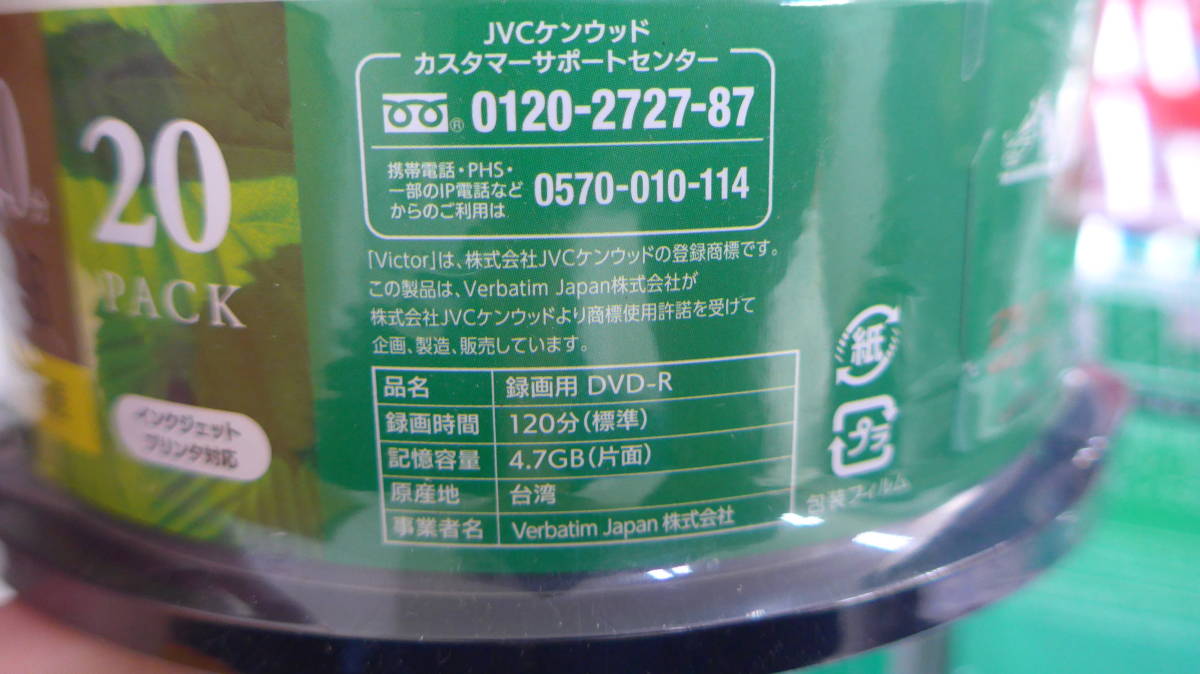 20
PACK
インクジェット
プリンタ対応
JVCケンウッド
カスタマーサポートセンター
® 0120-2727-87
携帯電話・PHS・
一部のIP電話など
からのご利用は
0570-010-114
「Victor」は、株式会社JVCケンウッドの登録商標です。
この製品は、Verbatim Japan株式会社が
株式会社JVCケンウッドより商標使用許諾を受けて
企画、製造、販売しています。
品名 録画用 DVD-R
録画時間 120分(標準)
記憶容量 4.7GB(片面)
原産地 台湾
事業者名 Verbatim Japan 株式会社
紙
プラ
包装フィルム